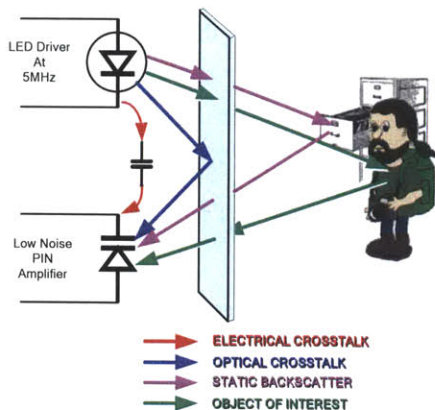 LED Driver
At
5MHz
Low Noise
PIN
Amplifier
ELECTRICAL CROSSTALK
OPTICAL CROSSTALK
STATIC BACKSCATTER
OBJECT OF INTEREST